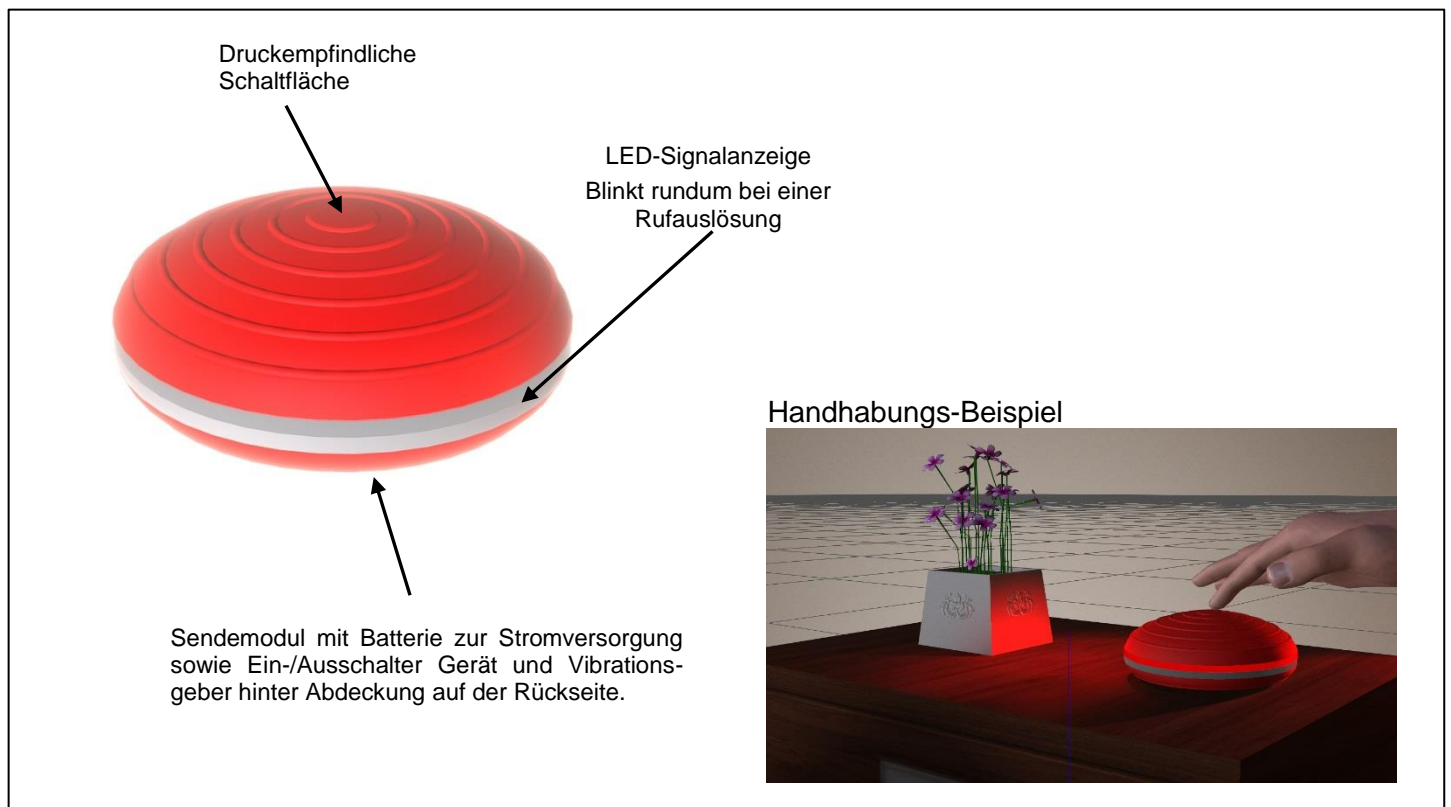 Druckempfindliche
Schaltfläche
LED-Signalanzeige
Blinkt rundum bei einer
Rufauslösung
Handhabungs-Beispiel
Sendemodul mit Batterie zur Stromversorgung
sowie Ein-/Ausschalter Gerät und Vibrations-
geber hinter Abdeckung auf der Rückseite.